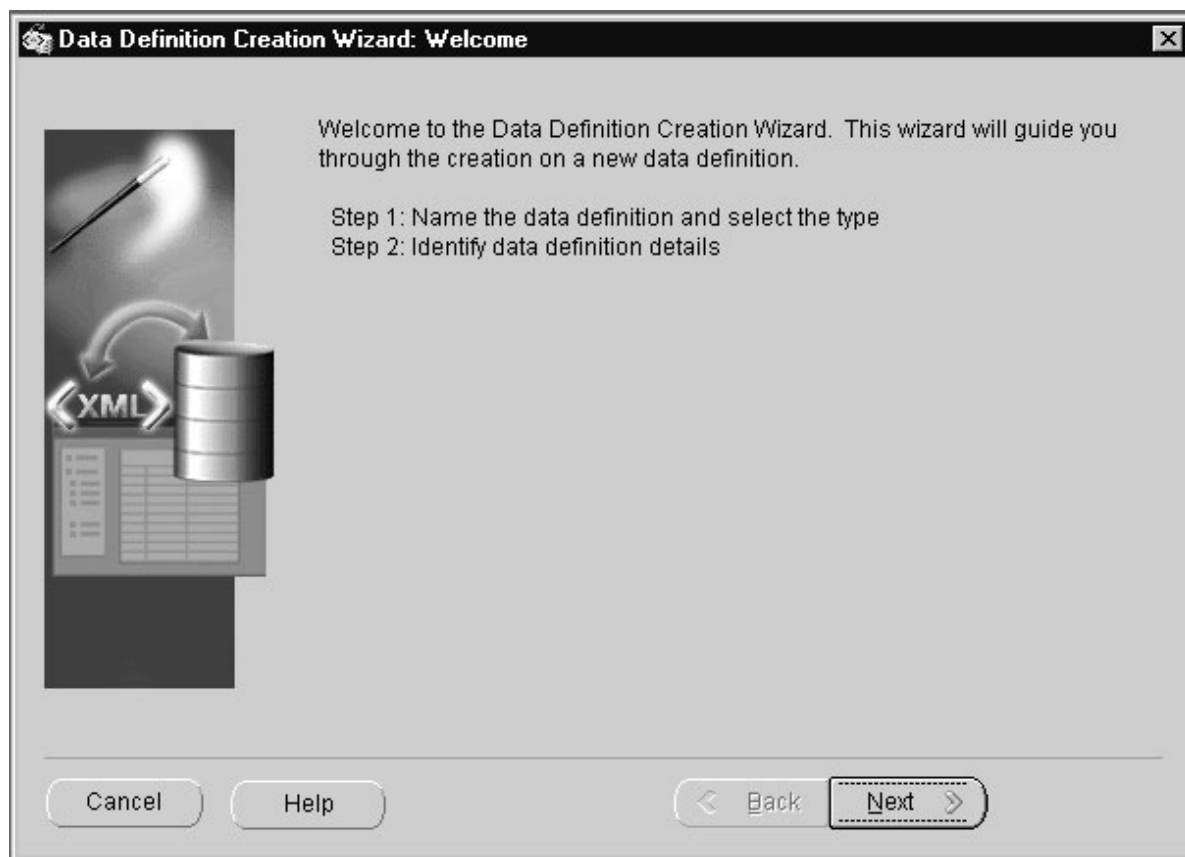 Data Definition Creation Wizard: Welcome
Welcome to the Data Definition Creation Wizard. This wizard will guide you
through the creation on a new data definition.
Step 1: Name the data definition and select the type
Step 2: Identify data definition details
<XML>
Cancel
Help
Back
Next